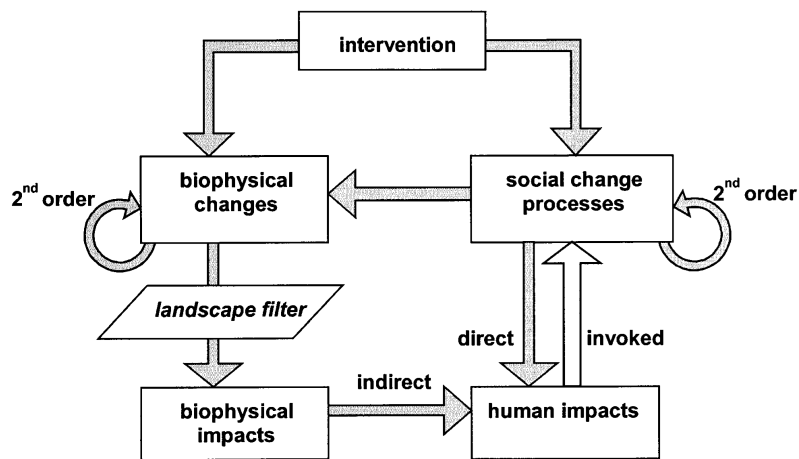 intervention
biophysical
changes
social change
processes
2nd order
2nd order
landscape filter
direct
invoked
indirect
biophysical
impacts
human impacts